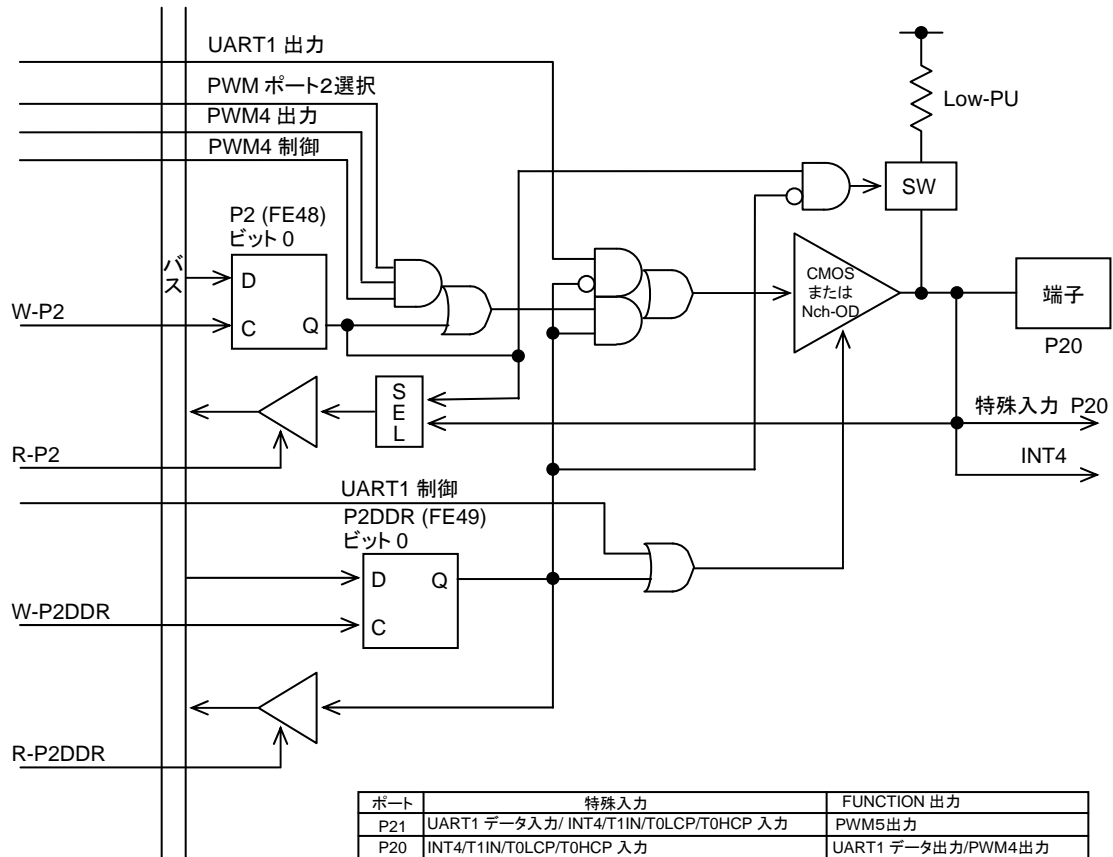 UART1 出力
PWM ポート2選択
PWM4 出力
PWM4 制御
Low-PU
SW
P2 (FE48)
ビット 0
バス
D
W-P2
C
Q
CMOS
または
Nch-OD
端子
P20
SEL
特殊入力 P20
R-P2
INT4
UART1 制御
P2DDR (FE49)
ビット 0
D
Q
W-P2DDR
C
R-P2DDR
ポート 特殊入力 FUNCTION 出力
P21 UART1 データ入力/ INT4/T1IN/T0LCP/T0HCP 入力 PWM5出力
P20 INT4/T1IN/T0LCP/T0HCP 入力 UART1 データ出力/PWM4出力